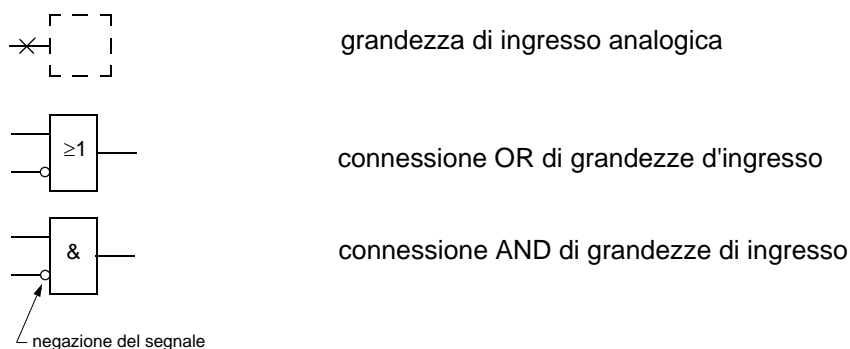 grandezza di ingresso analogica
≥1
connessione OR di grandezze d'ingresso
&
connessione AND di grandezze di ingresso
negazione del segnale